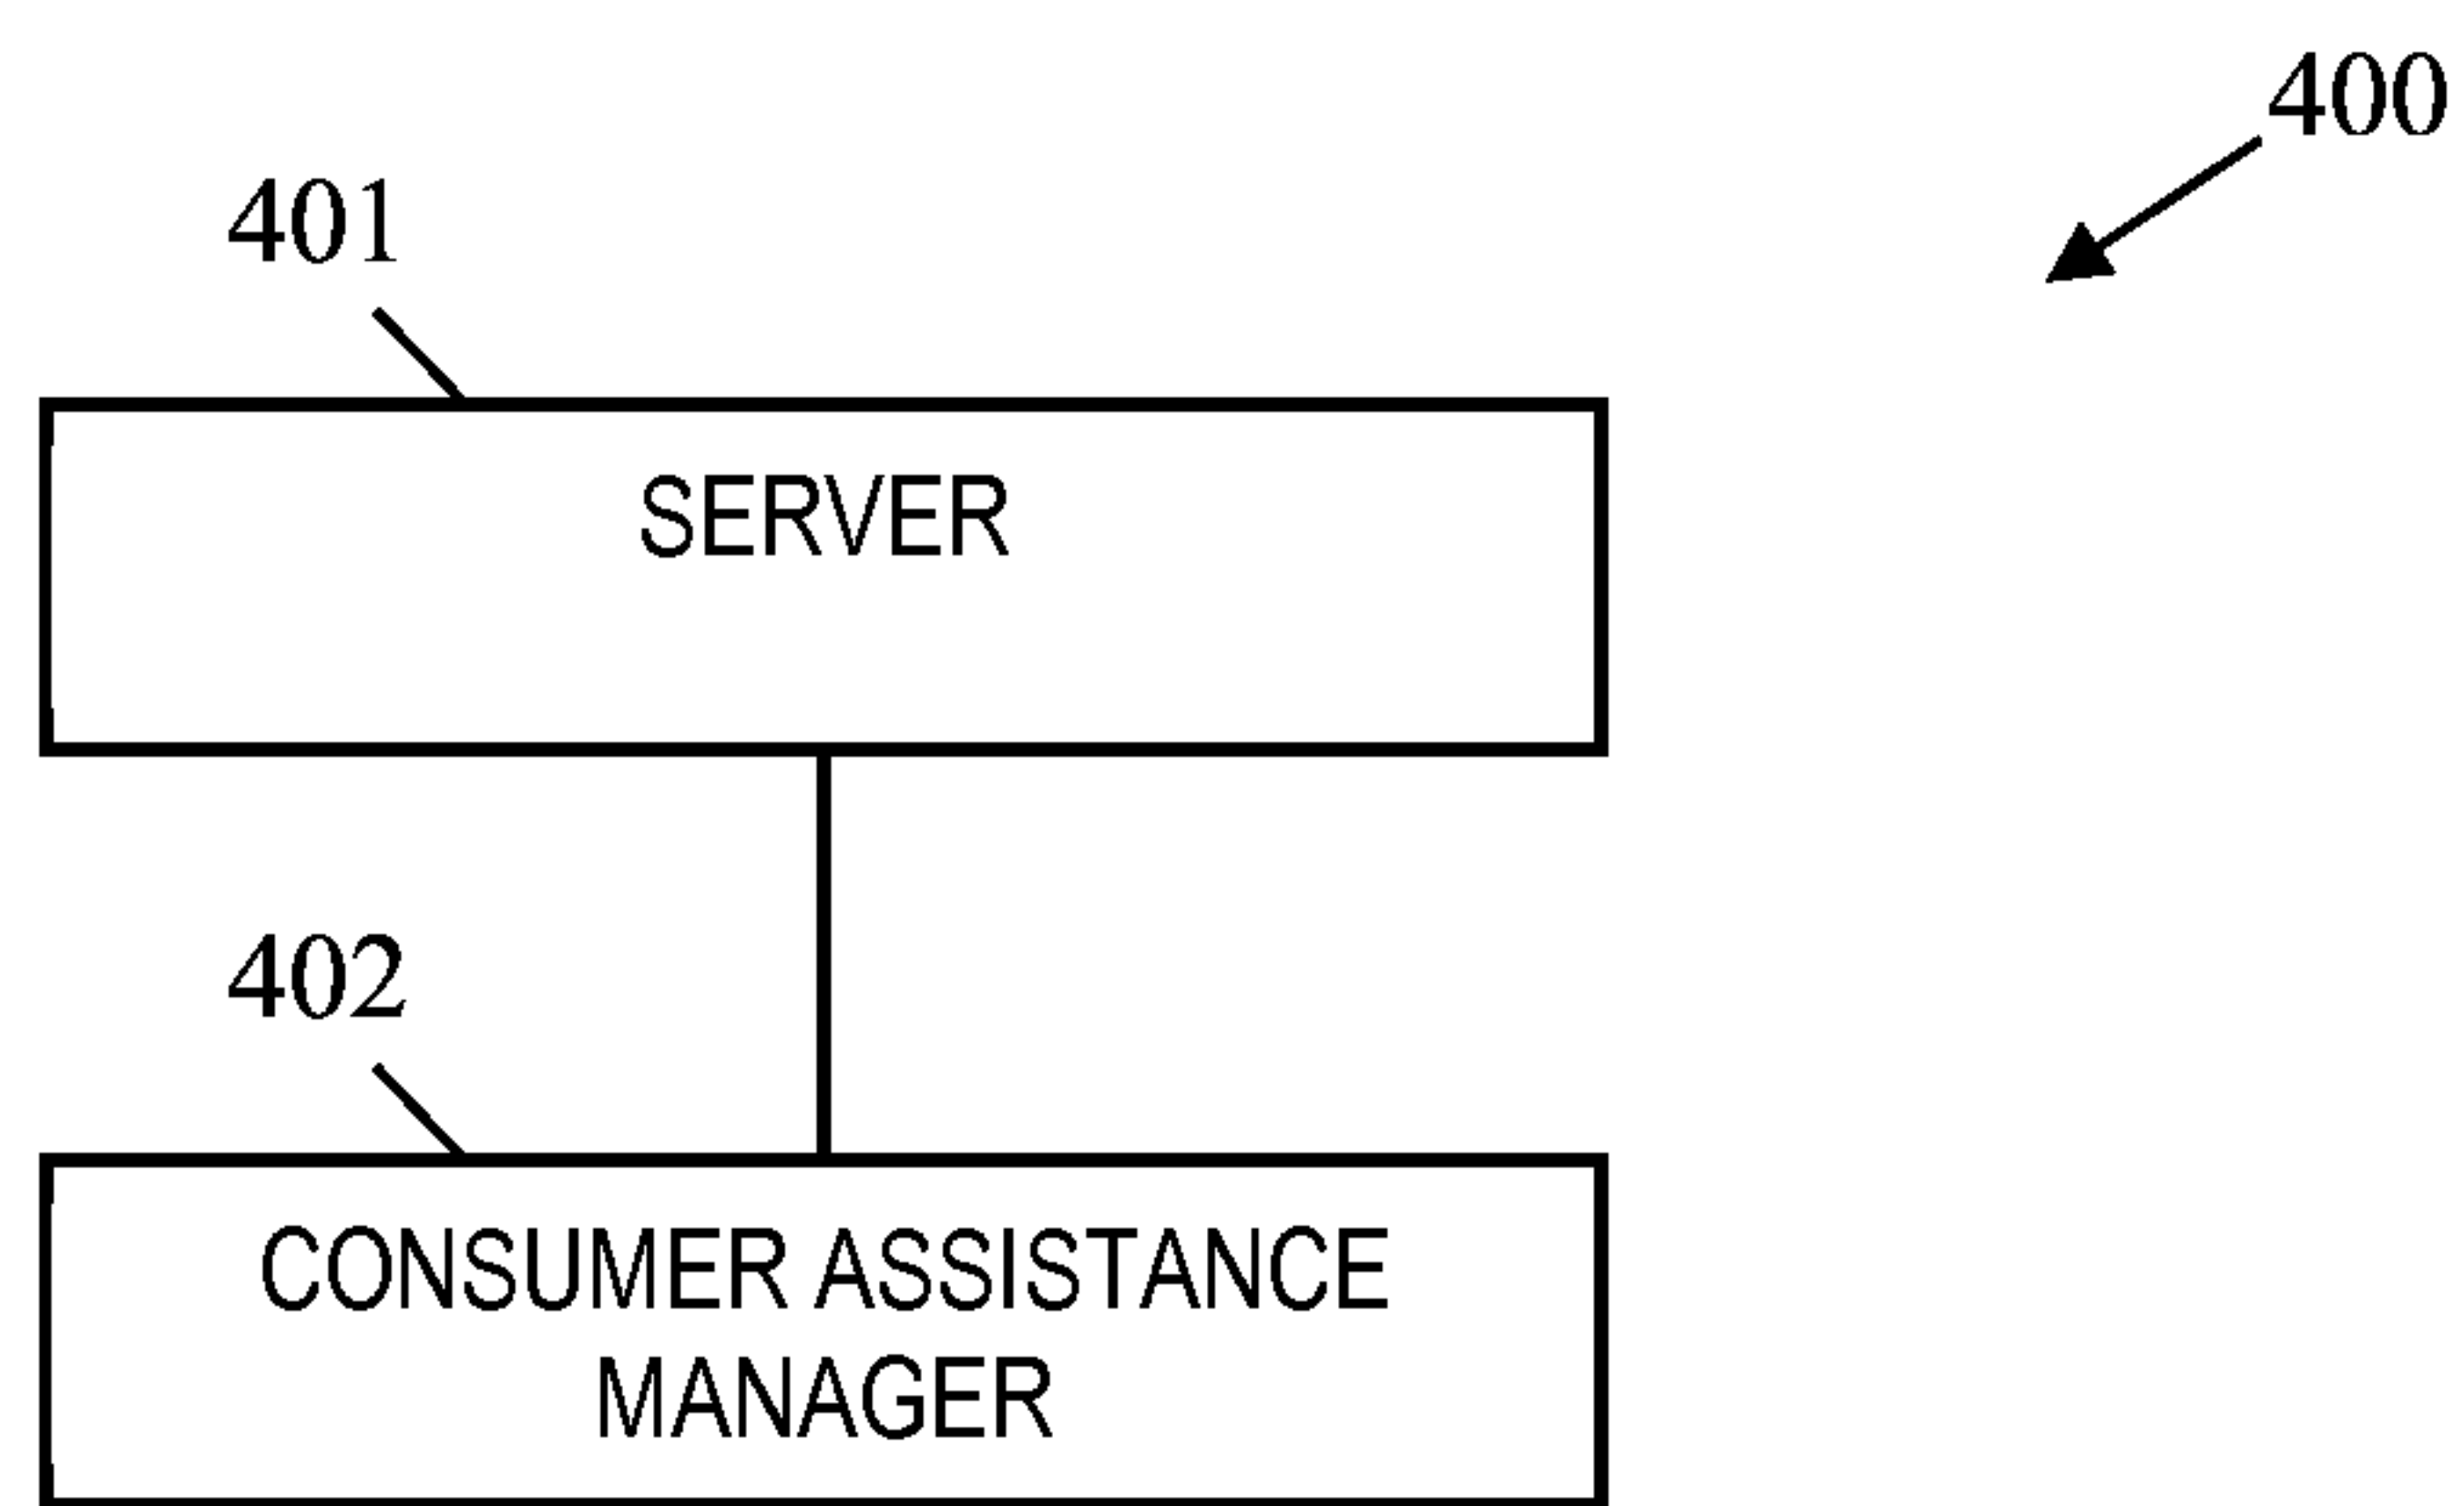 400
401
SERVER
402
CONSUMER ASSISTANCE
MANAGER